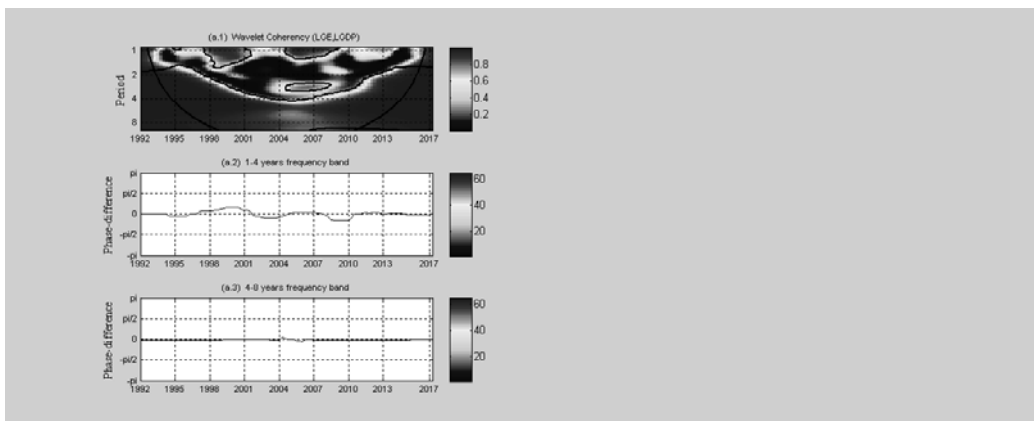 (a.1) Wavelet Coherency (LGE,LGDP)
Period
1
2
4
8
1992 1995 1998 2001 2004 2007 2010 2013 2017
0.8
0.6
0.4
0.2
(a.2) 1-4 years frequency band
Phase-difference
pi
pi/2
0
-pi/2
-pi
1992 1995 1998 2001 2004 2007 2010 2013 2017
60
40
20
(a.3) 4-8 years frequency band
Phase-difference
pi
pi/2
0
-pi/2
-pi
1992 1995 1998 2001 2004 2007 2010 2013 2017
60
40
20